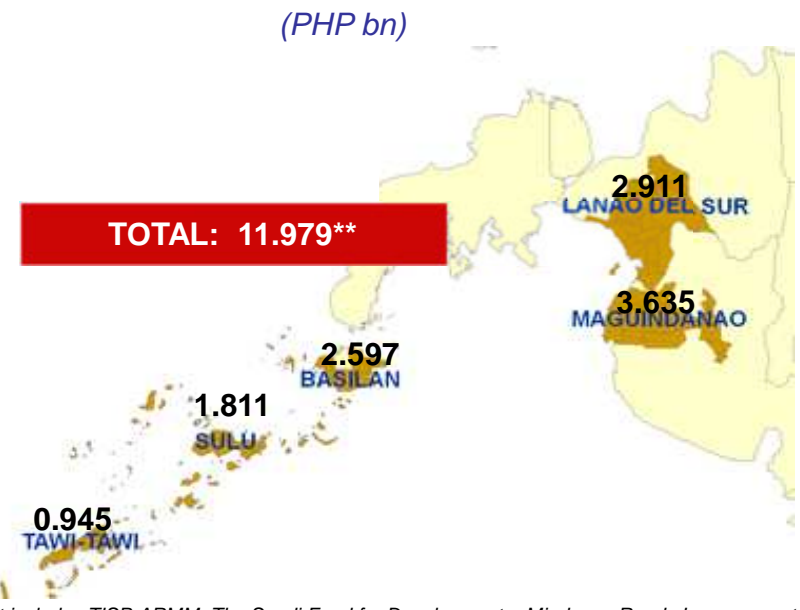 (PHP bn)
2.911
LANAO DEL SUR
TOTAL: 11.979**
3.635
MAGUINDANAO
2.597
BASILAN
1.811
SULU
0.945
TAWI-TAWI